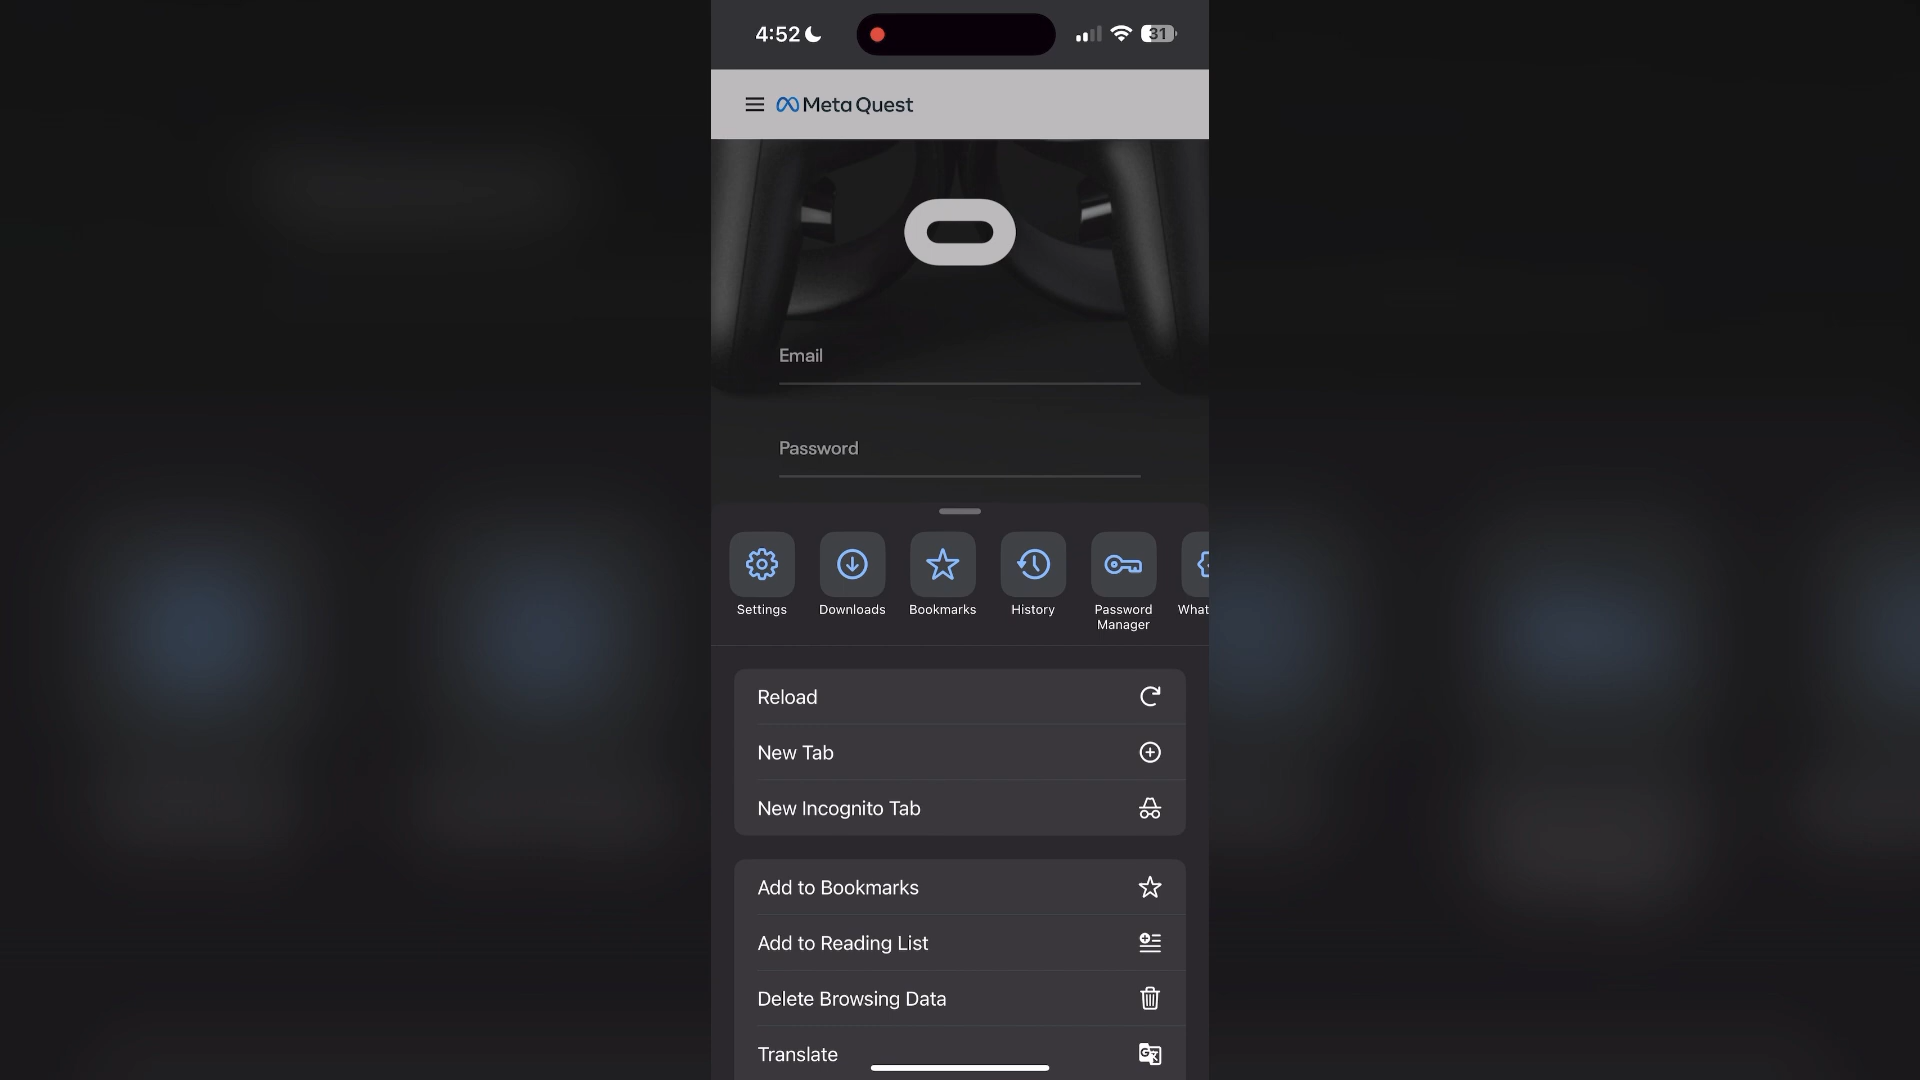 4:52
31
Meta Quest
Email
Password
Settings
Downloads
Bookmarks
History
Password
Manager
What
Reload
New Tab
New Incognito Tab
Add to Bookmarks
Add to Reading List
Delete Browsing Data
Translate